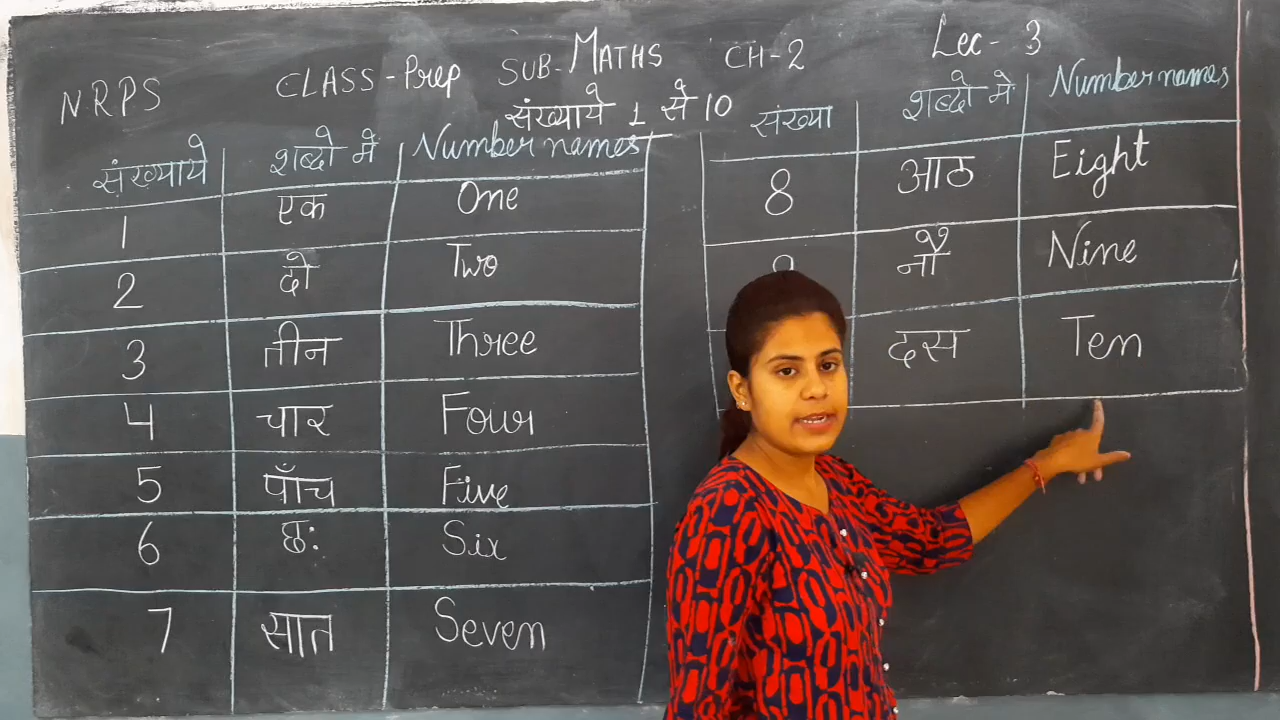 NRPS CLASS-Prep SUB-MATHS CH-2 Lec-3
संख्याये 1 से 10
संख्याये शब्दो में Number names
1 एक One
2 दो Two
3 तीन Three
4 चार Four
5 पाँच Five
6 छः Six
7 सात Seven
संख्या शब्दो में Number names
8 आठ Eight
नौ Nine
दस Ten